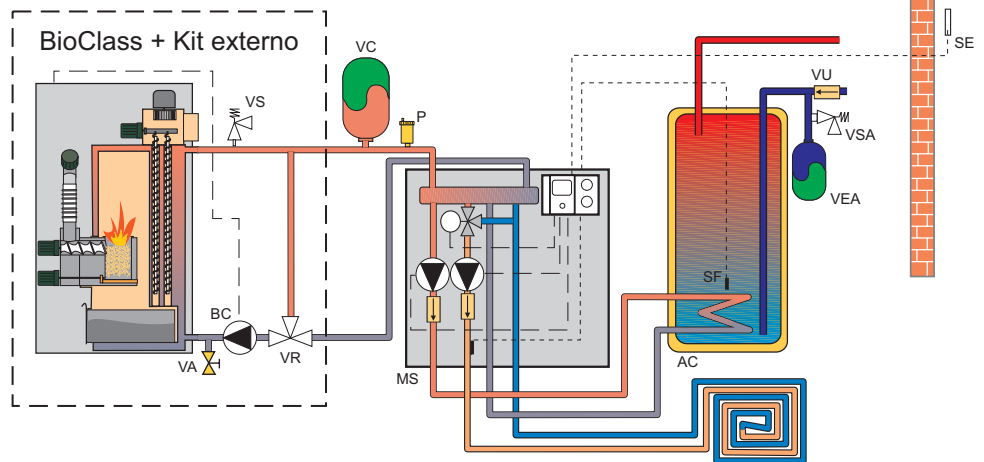 BioClass + Kit externo
VS
VC
P
SE
VU
VSA
VEA
SF
BC
VA
VR
MS
AC